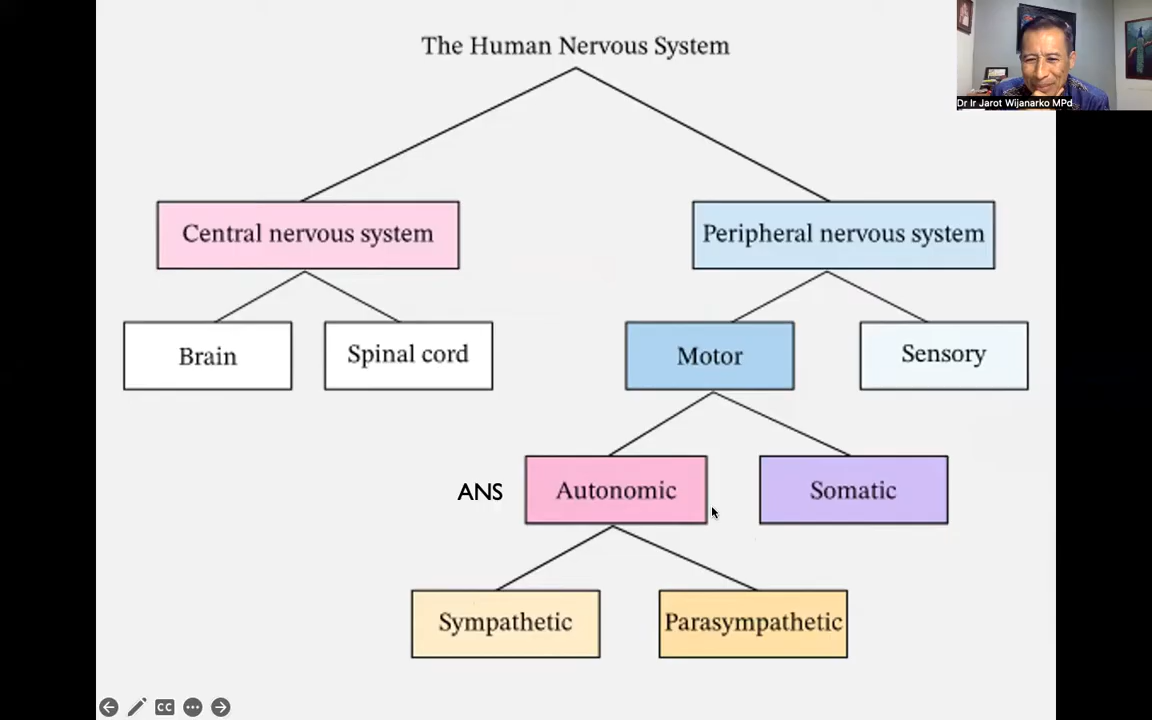 The Human Nervous System
Dr Ir Jarot Wijanarko MPd
Central nervous system
Peripheral nervous system
Brain
Spinal cord
Motor
Sensory
ANS
Autonomic
Somatic
Sympathetic
Parasympathetic
CC